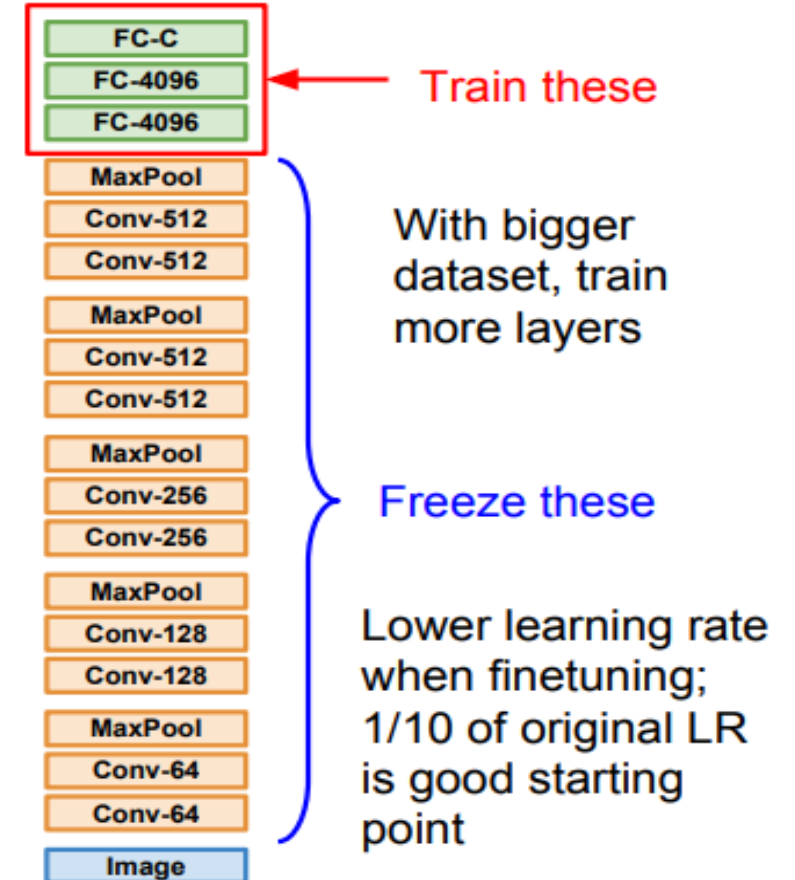 FC-C
FC-4096
FC-4096
Train these
MaxPool
Conv-512
Conv-512
With bigger
dataset, train
more layers
MaxPool
Conv-512
Conv-512
MaxPool
Conv-256
Conv-256
Freeze these
MaxPool
Conv-128
Conv-128
Lower learning rate
when finetuning;
1/10 of original LR
is good starting
point
MaxPool
Conv-64
Conv-64
Image